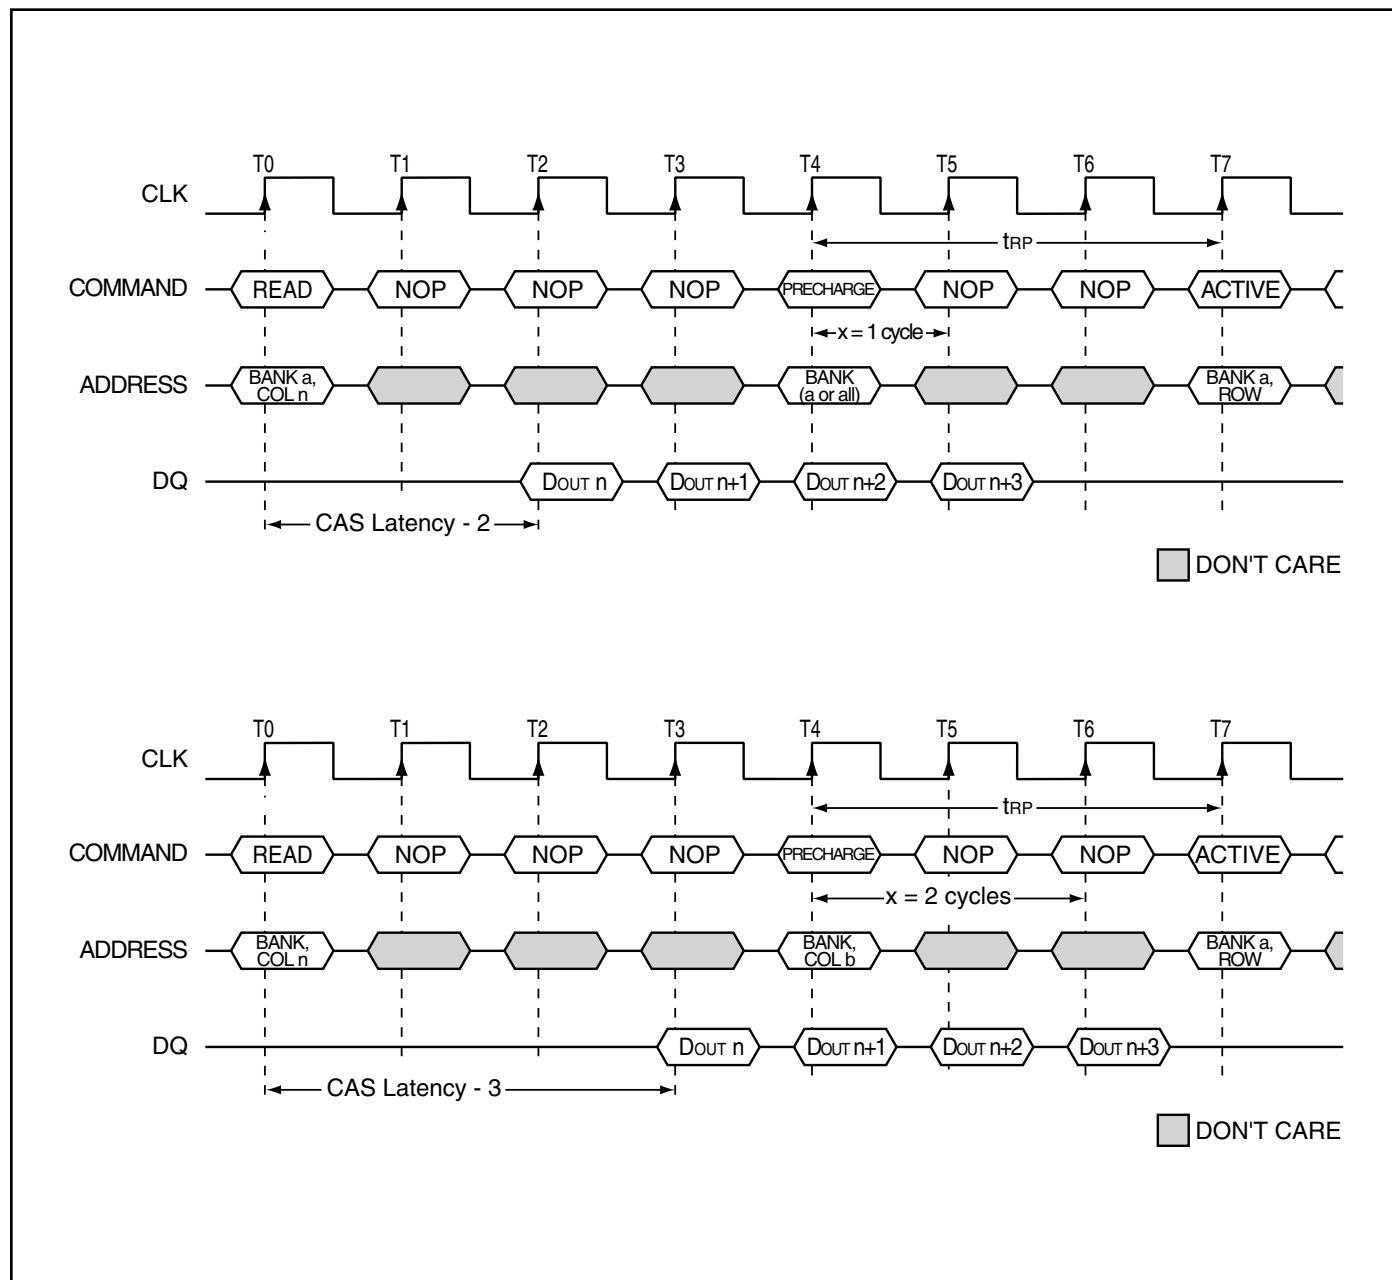 T0 T1 T2 T3 T4 T5 T6 T7
CLK
tRP
COMMAND READ NOP NOP NOP PRECHARGE NOP NOP ACTIVE
x = 1 cycle
ADDRESS BANK a, COL n BANK (a or all) BANK a, ROW
DQ DOUT n DOUT n+1 DOUT n+2 DOUT n+3
CAS Latency - 2
DON'T CARE
T0 T1 T2 T3 T4 T5 T6 T7
CLK
tRP
COMMAND READ NOP NOP NOP PRECHARGE NOP NOP ACTIVE
x = 2 cycles
ADDRESS BANK, COL n BANK, COL b BANK a, ROW
DQ DOUT n DOUT n+1 DOUT n+2 DOUT n+3
CAS Latency - 3
DON'T CARE